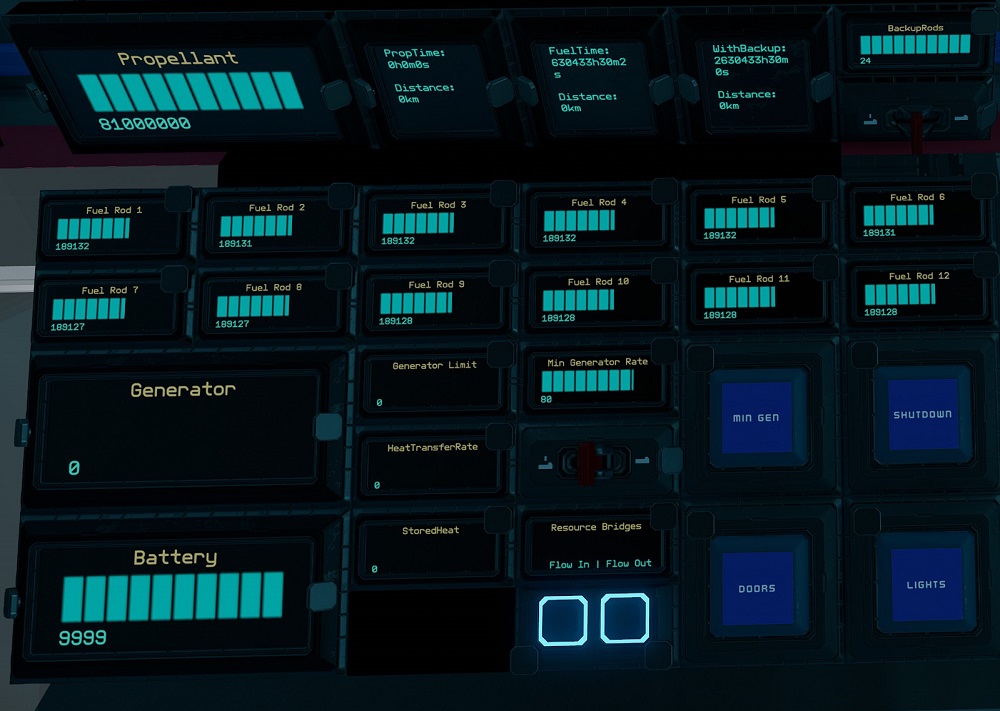 Propellant
81000000
PropTime:
0h0m0s
Distance:
0km
FuelTime:
630433h30m2
s
Distance:
0km
WithBackup:
2630433h30m
0s
Distance:
0km
BackupRods
24
Fuel Rod 1
189132
Fuel Rod 2
189131
Fuel Rod 3
189132
Fuel Rod 4
189132
Fuel Rod 5
189132
Fuel Rod 6
189131
Fuel Rod 7
189127
Fuel Rod 8
189127
Fuel Rod 9
189128
Fuel Rod 10
189128
Fuel Rod 11
189128
Fuel Rod 12
189128
Generator
0
Generator Limit
0
Min Generator Rate
80
MIN GEN
SHUTDOWN
HeatTransferRate
0
Battery
9999
StoredHeat
0
Resource Bridges
Flow In | Flow Out
DOORS
LIGHTS